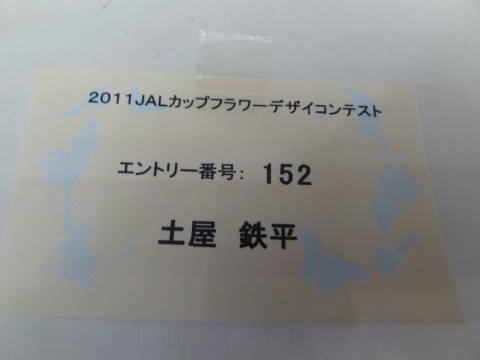 2011JALカップフラワーデザイコンテスト
エントリー番号: 152
土屋 鉄平